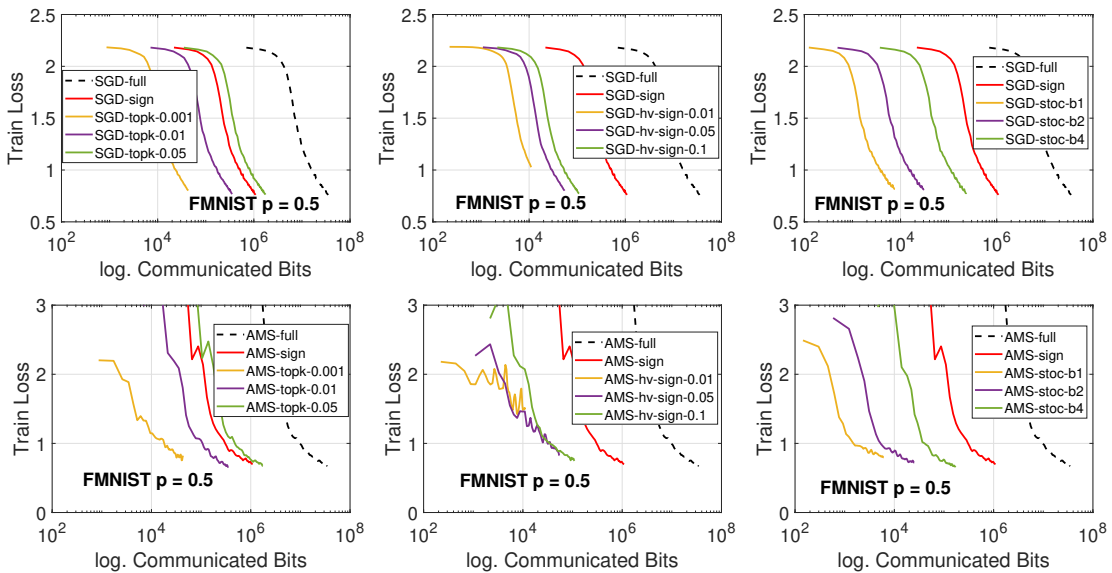 2.5
2
1.5
1
0.5
Train Loss
SGD-full
SGD-sign
SGD-topk-0.001
SGD-topk-0.01
SGD-topk-0.05
FMNIST p = 0.5
10^2 10^4 10^6 10^8
log. Communicated Bits
2.5
2
1.5
1
0.5
Train Loss
SGD-full
SGD-sign
SGD-hv-sign-0.01
SGD-hv-sign-0.05
SGD-hv-sign-0.1
FMNIST p = 0.5
10^2 10^4 10^6 10^8
log. Communicated Bits
2.5
2
1.5
1
0.5
Train Loss
SGD-full
SGD-sign
SGD-stoc-b1
SGD-stoc-b2
SGD-stoc-b4
FMNIST p = 0.5
10^2 10^4 10^6 10^8
log. Communicated Bits
3
2
1
0
Train Loss
AMS-full
AMS-sign
AMS-topk-0.001
AMS-topk-0.01
AMS-topk-0.05
FMNIST p = 0.5
10^2 10^4 10^6 10^8
log. Communicated Bits
3
2
1
0
Train Loss
AMS-full
AMS-sign
AMS-hv-sign-0.01
AMS-hv-sign-0.05
AMS-hv-sign-0.1
FMNIST p = 0.5
10^2 10^4 10^6 10^8
log. Communicated Bits
3
2
1
0
Train Loss
AMS-full
AMS-sign
AMS-stoc-b1
AMS-stoc-b2
AMS-stoc-b4
FMNIST p = 0.5
10^2 10^4 10^6 10^8
log. Communicated Bits